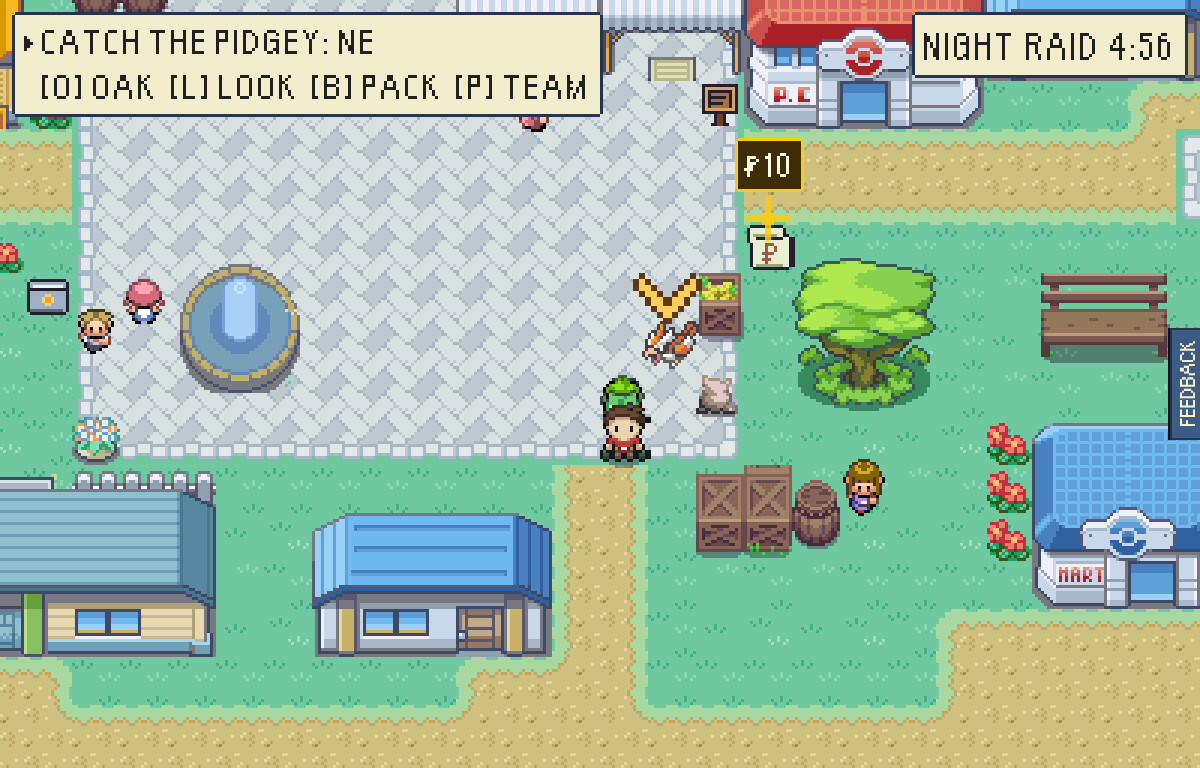 CATCH THE PIDGEY: NE
[O] OAK [L] LOOK [B] PACK [P] TEAM
NIGHT RAID 4:56
P.C
₽10
₽
FEEDBACK
MART